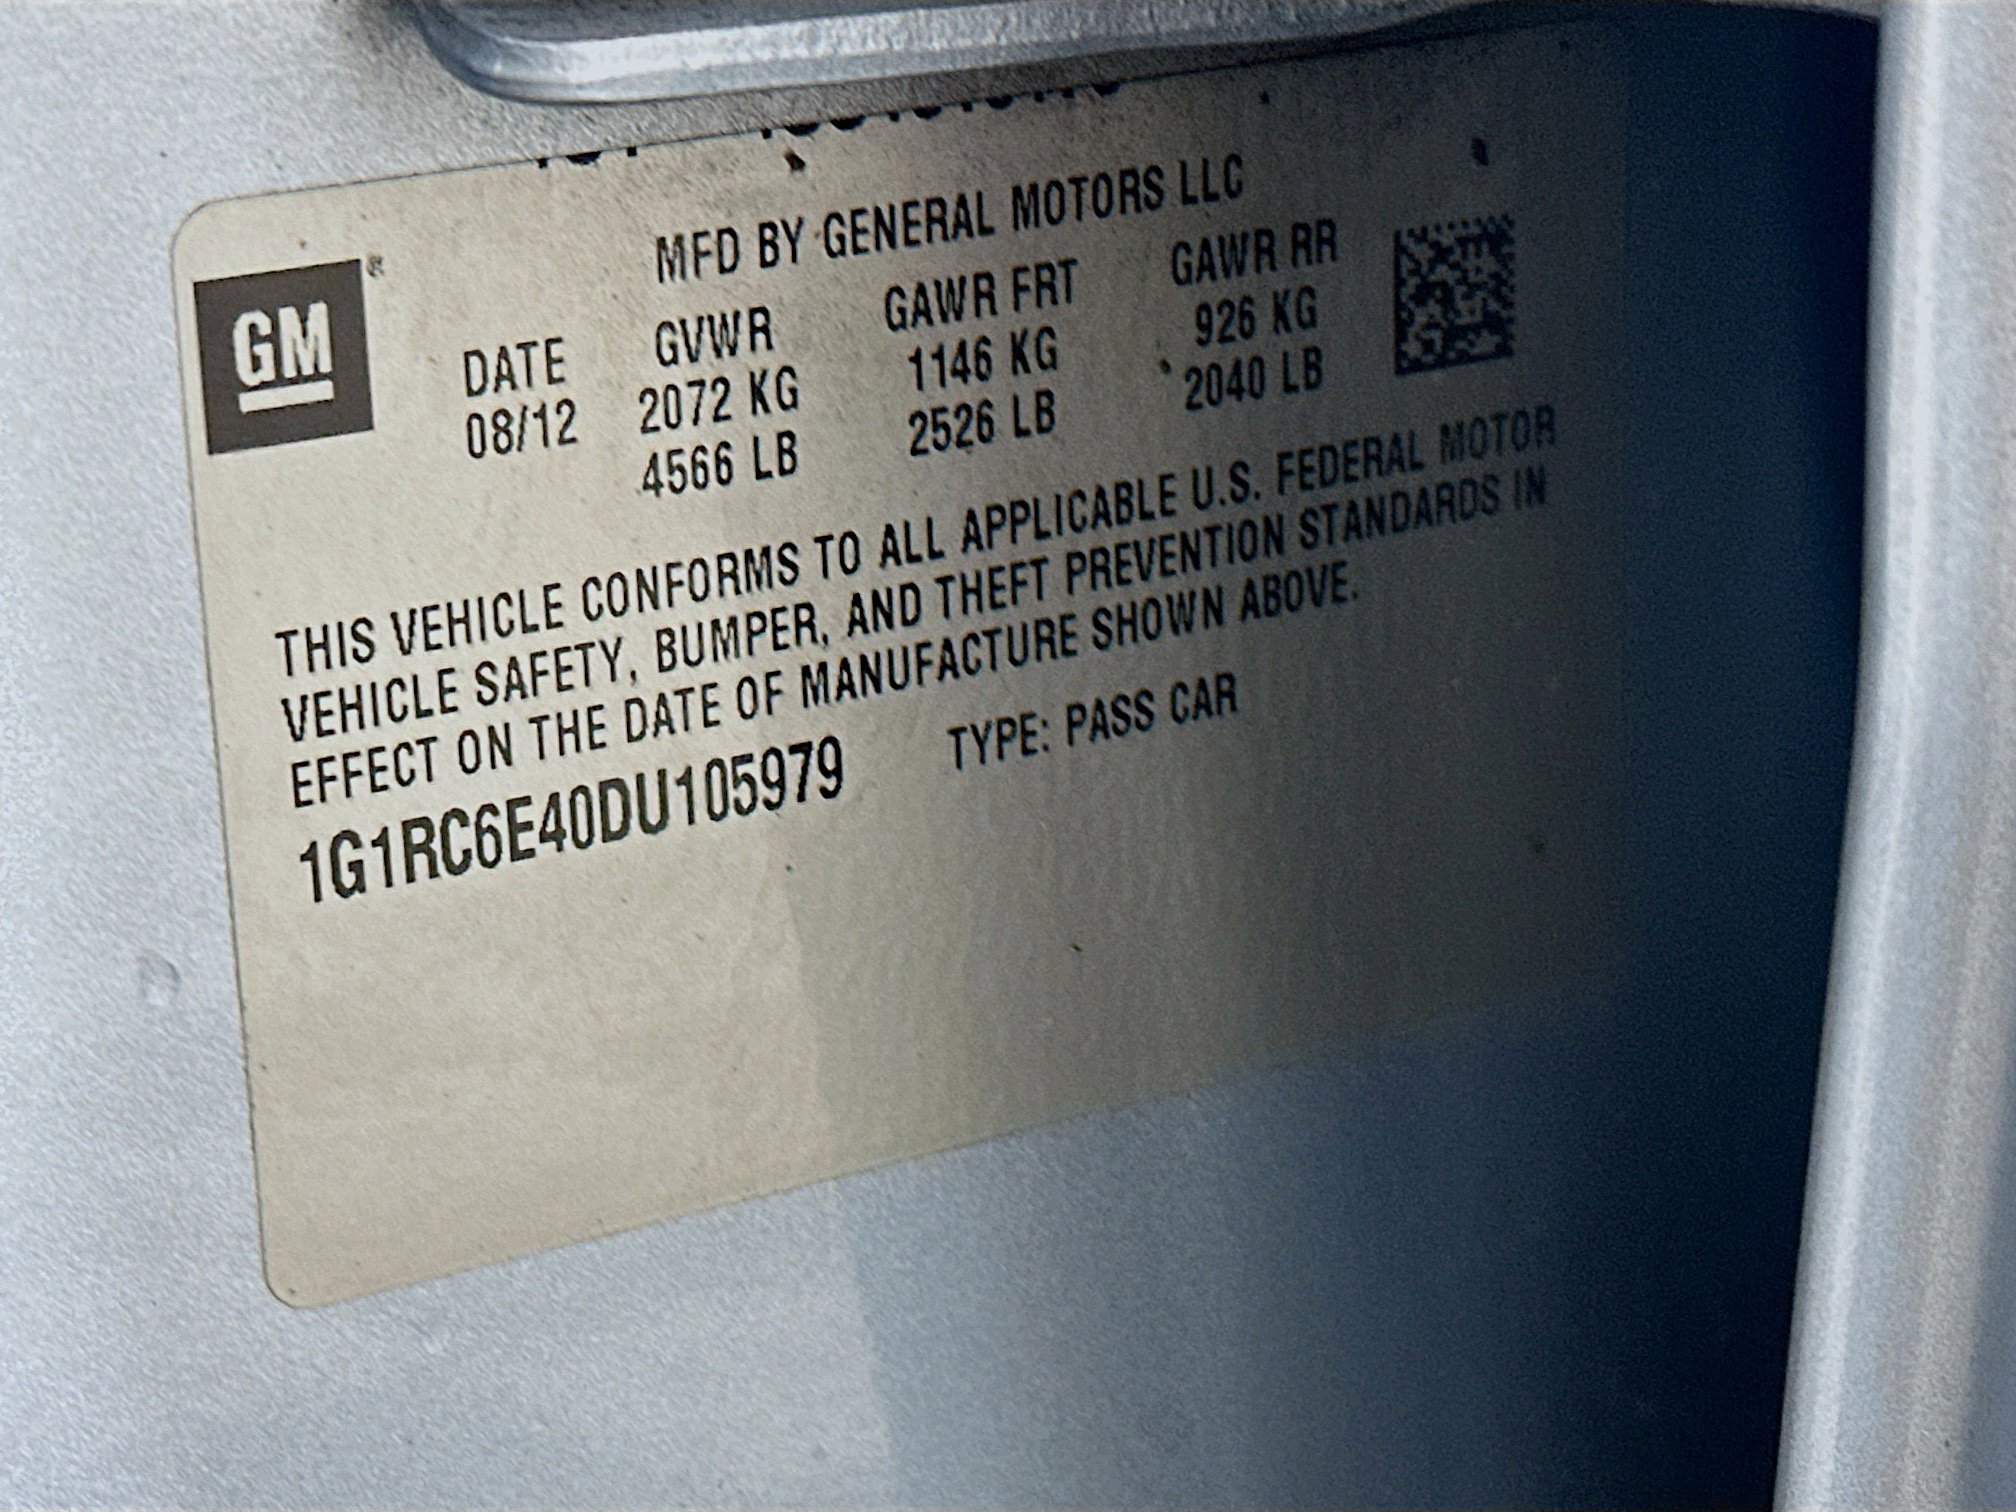 MFD BY GENERAL MOTORS LLC
GM ®
DATE GVWR GAWR FRT GAWR RR
08/12 2072 KG 1146 KG 926 KG
4566 LB 2526 LB 2040 LB
THIS VEHICLE CONFORMS TO ALL APPLICABLE U.S. FEDERAL MOTOR
VEHICLE SAFETY, BUMPER, AND THEFT PREVENTION STANDARDS IN
EFFECT ON THE DATE OF MANUFACTURE SHOWN ABOVE.
1G1RC6E40DU105979 TYPE: PASS CAR